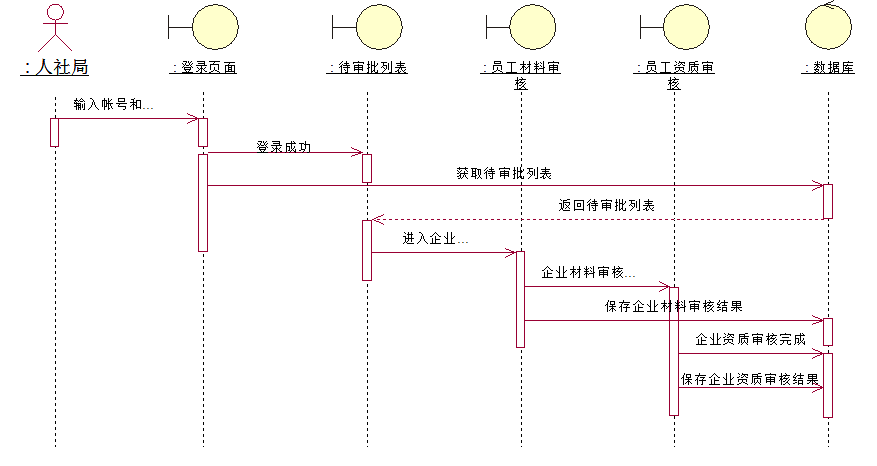 : 人社局
: 登录页面
: 待审批列表
: 员工材料审
核
: 员工资质审
核
: 数据库
输入帐号和...
登录成功
获取待审批列表
返回待审批列表
进入企业...
企业材料审核...
保存企业材料审核结果
企业资质审核完成
保存企业资质审核结果